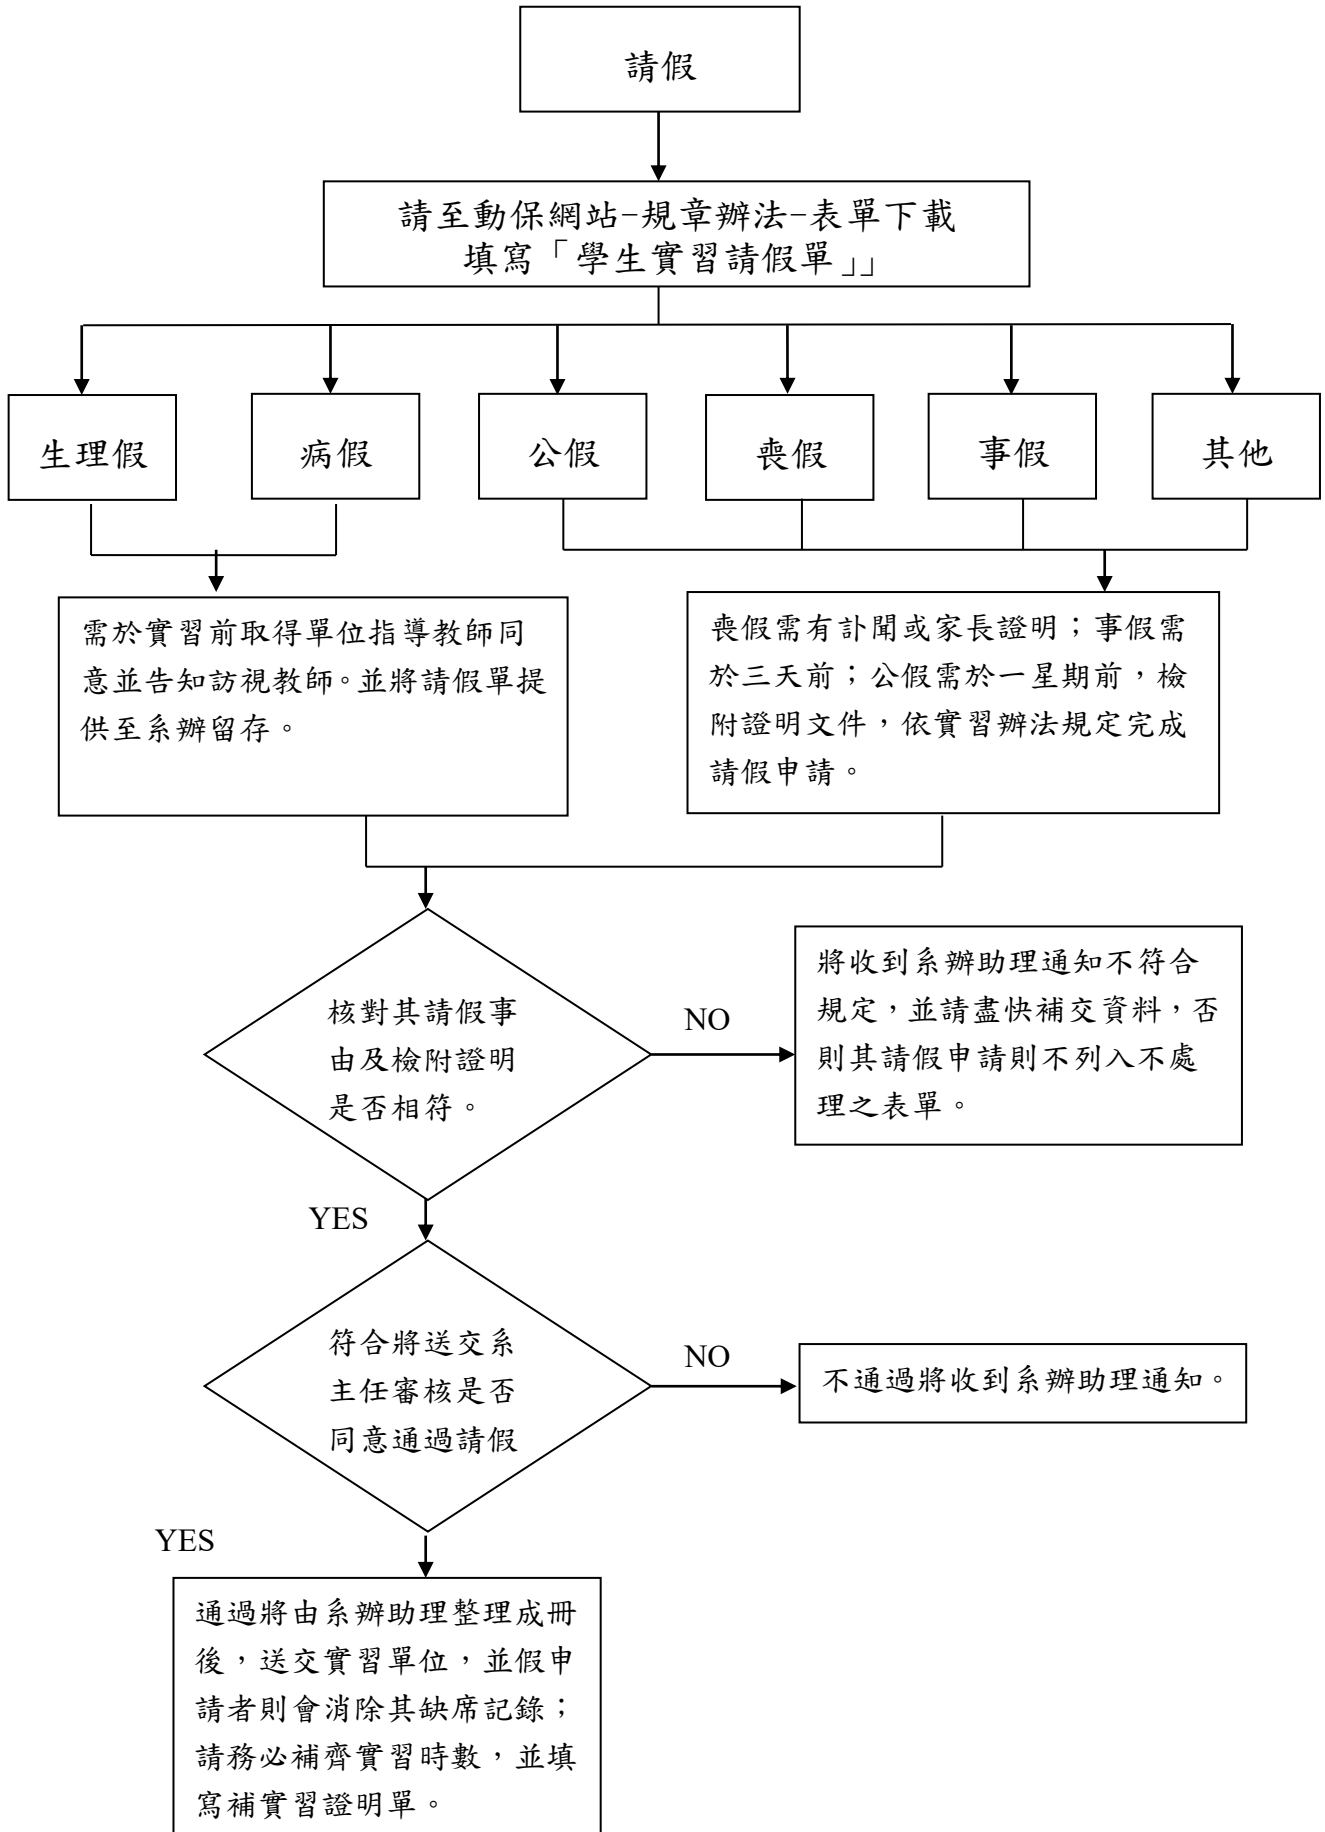 請假
請至動保網站-規章辦法-表單下載
填寫「學生實習請假單」」
生理假
病假
公假
喪假
事假
其他
需於實習前取得單位指導教師同
意並告知訪視教師。並將請假單提
供至系辦留存。
喪假需有訃聞或家長證明；事假需
於三天前；公假需於一星期前，檢
附證明文件，依實習辦法規定完成
請假申請。
核對其請假事
由及檢附證明
是否相符。
NO
將收到系辦助理通知不符合
規定，並請盡快補交資料，否
則其請假申請則不列入不處
理之表單。
YES
符合將送交系
主任審核是否
同意通過請假
NO
不通過將收到系辦助理通知。
YES
通過將由系辦助理整理成冊
後，送交實習單位，並假申
請者則會消除其缺席記錄；
請務必補齊實習時數，並填
寫補實習證明單。